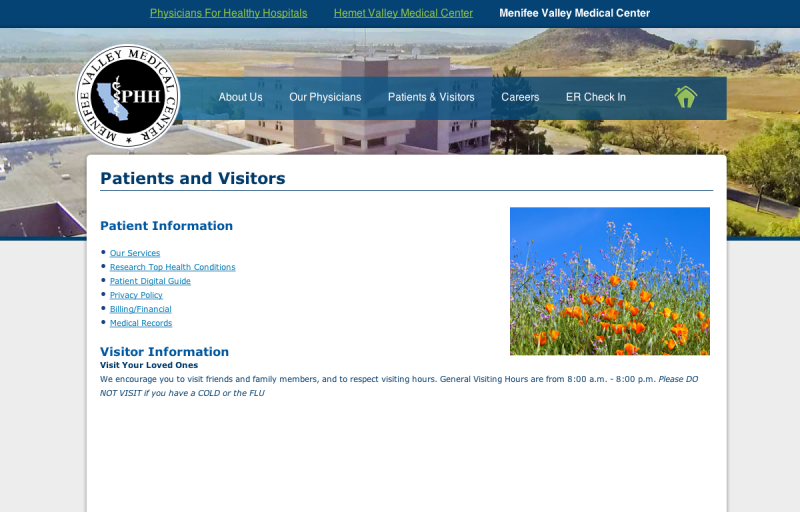 Physicians For Healthy Hospitals Hemet Valley Medical Center Menifee Valley Medical Center
MENIFEE VALLEY MEDICAL CENTER
PHH
About Us Our Physicians Patients & Visitors Careers ER Check In
Patients and Visitors
Patient Information
Our Services
Research Top Health Conditions
Patient Digital Guide
Privacy Policy
Billing/Financial
Medical Records
Visitor Information
Visit Your Loved Ones
We encourage you to visit friends and family members, and to respect visiting hours. General Visiting Hours are from 8:00 a.m. - 8:00 p.m. Please DO
NOT VISIT if you have a COLD or the FLU